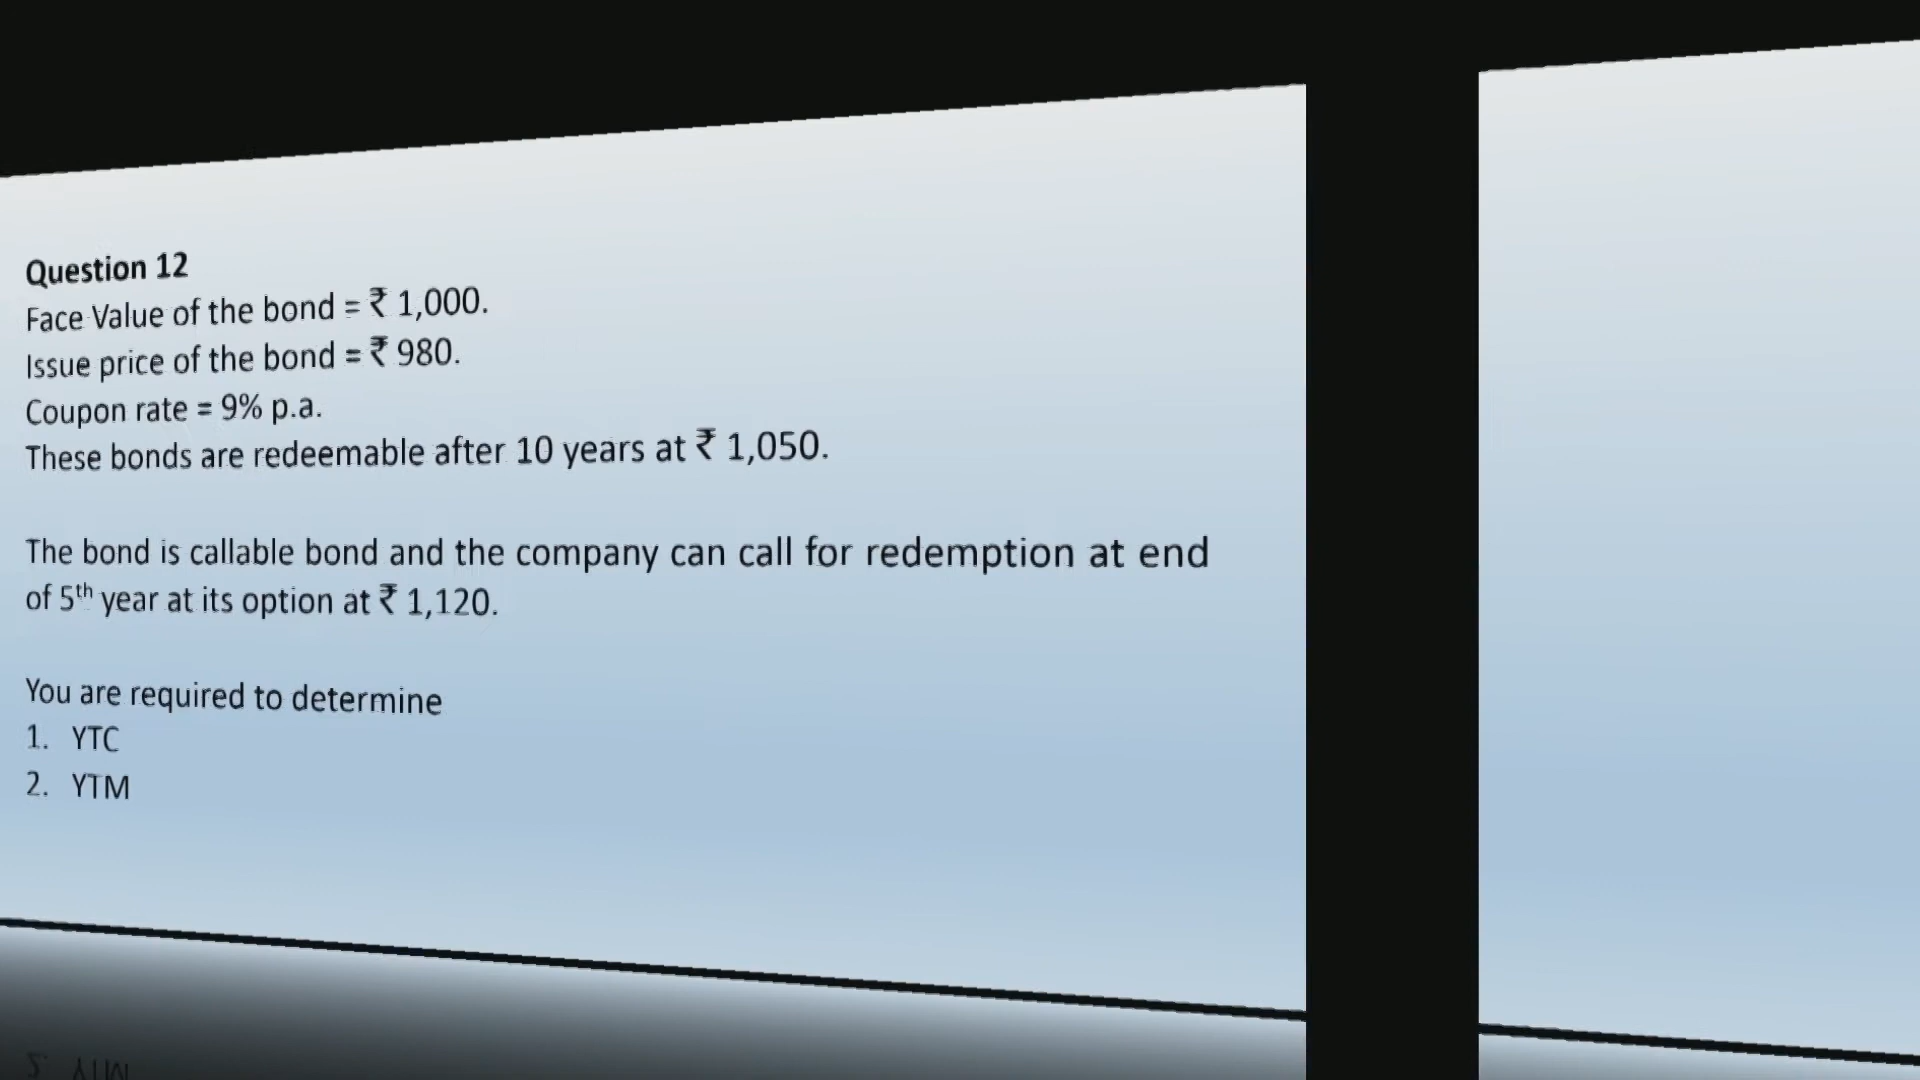 Question 12
Face Value of the bond = ₹ 1,000.
Issue price of the bond = ₹ 980.
Coupon rate = 9% p.a.
These bonds are redeemable after 10 years at ₹ 1,050.
The bond is callable bond and the company can call for redemption at end
of 5th year at its option at ₹ 1,120.
You are required to determine
1. YTC
2. YTM